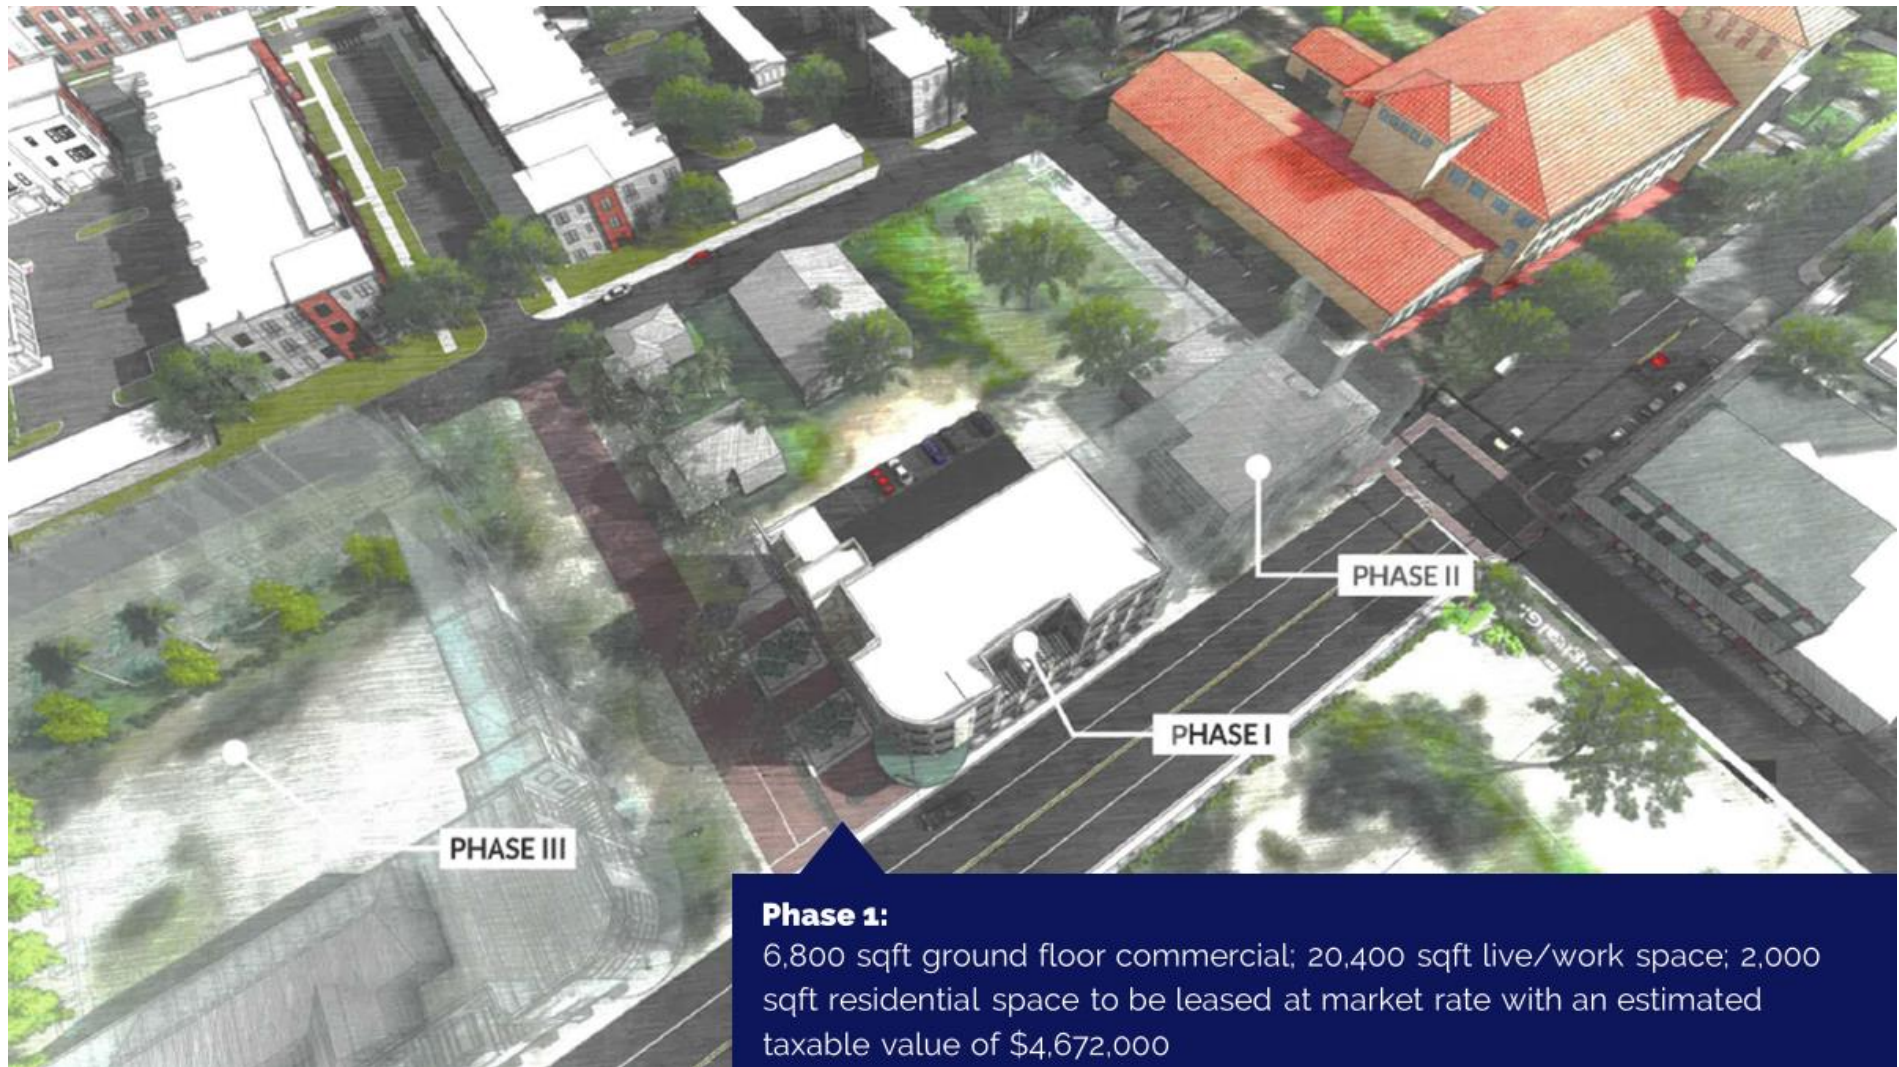 PHASE II
PHASE I
PHASE III
Phase 1:
6,800 sqft ground floor commercial; 20,400 sqft live/work space; 2,000
sqft residential space to be leased at market rate with an estimated
taxable value of $4,672,000